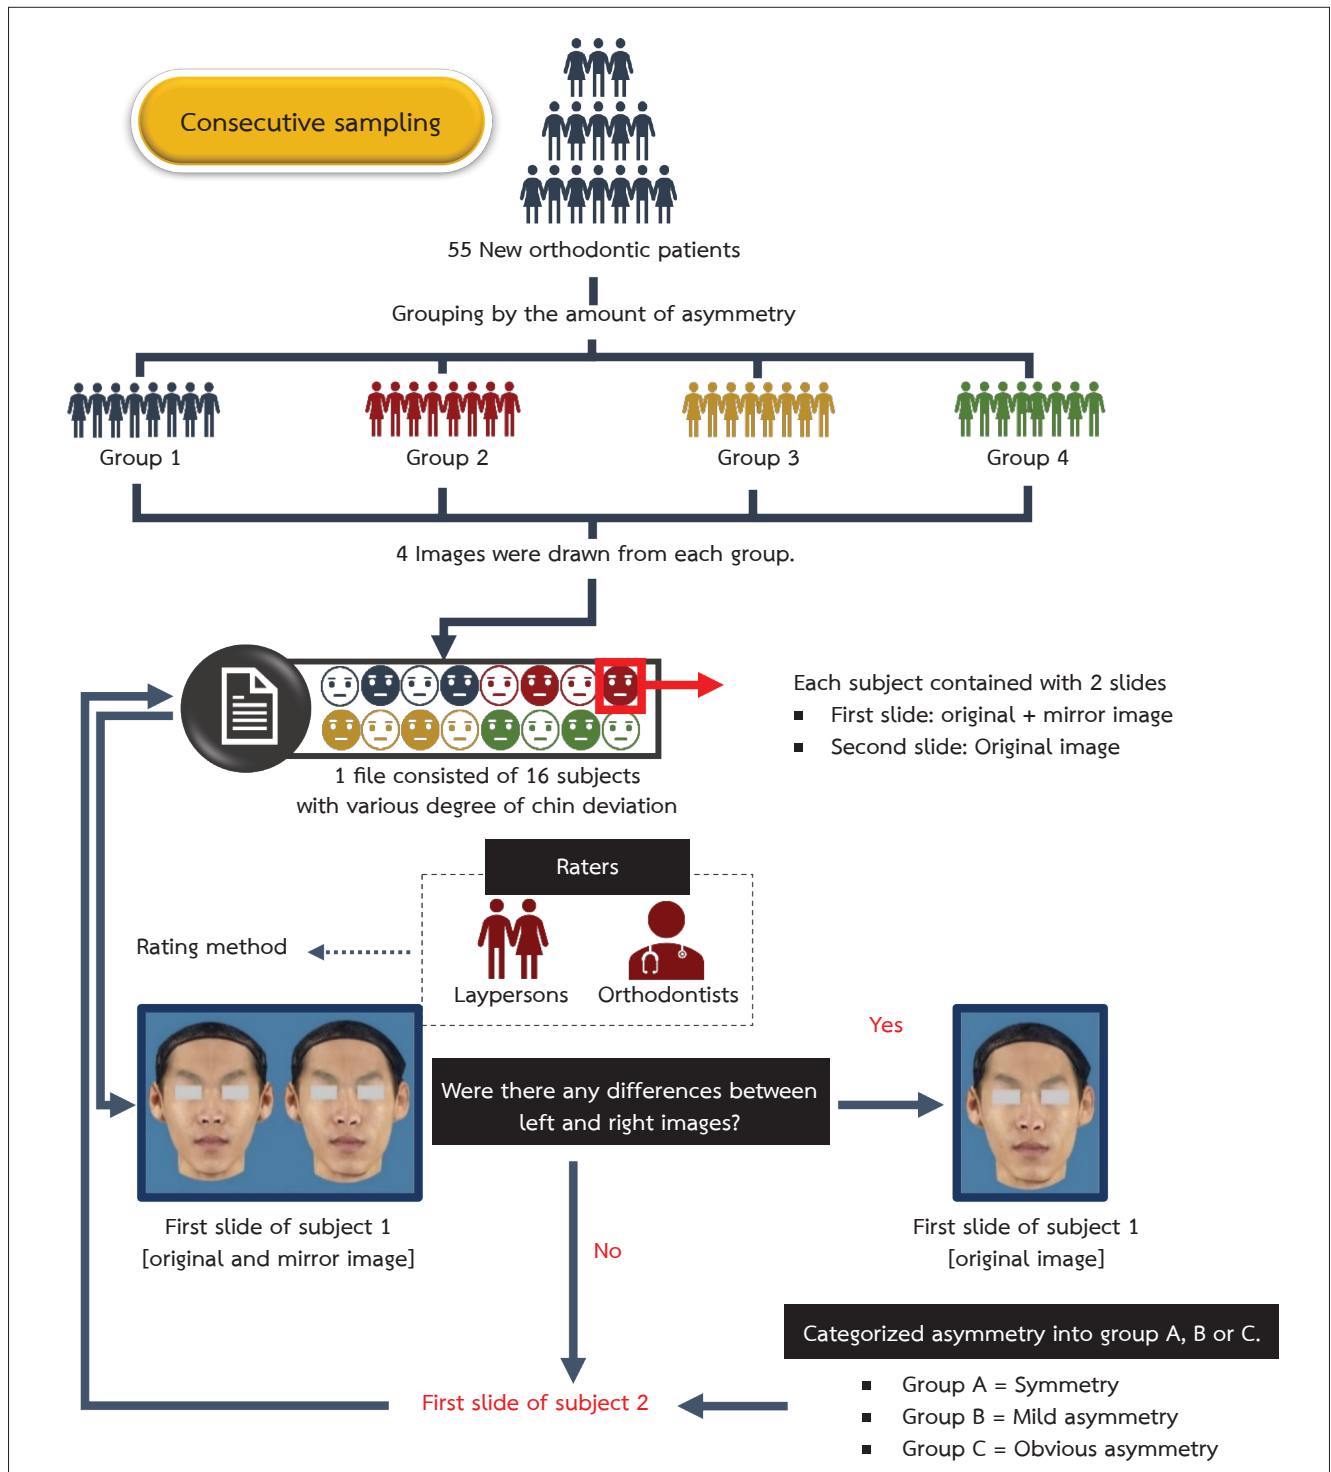 Consecutive sampling
55 New orthodontic patients
Grouping by the amount of asymmetry
Group 1
Group 2
Group 3
Group 4
4 Images were drawn from each group.
Each subject contained with 2 slides
▪ First slide: original + mirror image
▪ Second slide: Original image
1 file consisted of 16 subjects
with various degree of chin deviation
Raters
Rating method
Laypersons
Orthodontists
Yes
Were there any differences between
left and right images?
First slide of subject 1
[original and mirror image]
First slide of subject 1
[original image]
No
Categorized asymmetry into group A, B or C.
▪ Group A = Symmetry
▪ Group B = Mild asymmetry
▪ Group C = Obvious asymmetry
First slide of subject 2